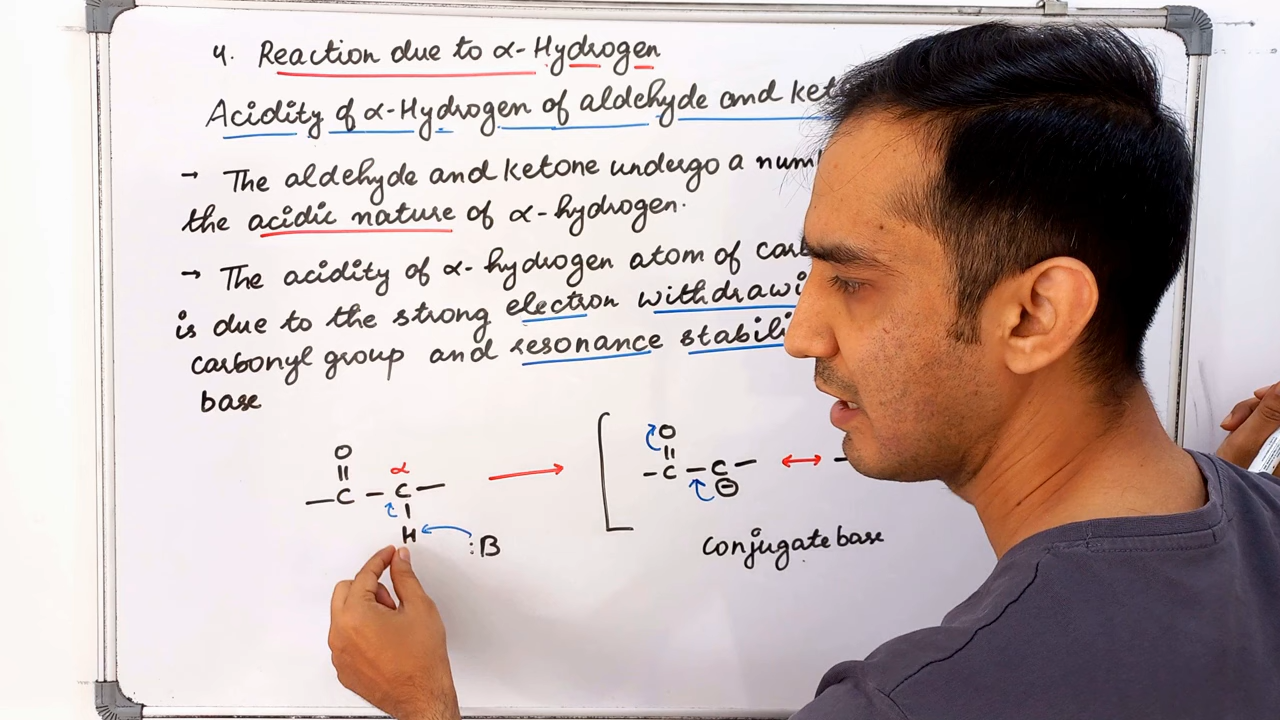 4. Reaction due to α-Hydrogen
Acidity of α-Hydrogen of aldehyde and ket
→ The aldehyde and ketone undergo a num
the acidic nature of α-hydrogen.
→ The acidity of α-hydrogen atom of carb
is due to the strong electron withdrawi
carbonyl group and resonance stabili
base
O
α
—C—C—
H
:B
O
-C-C-
⊖
conjugate base